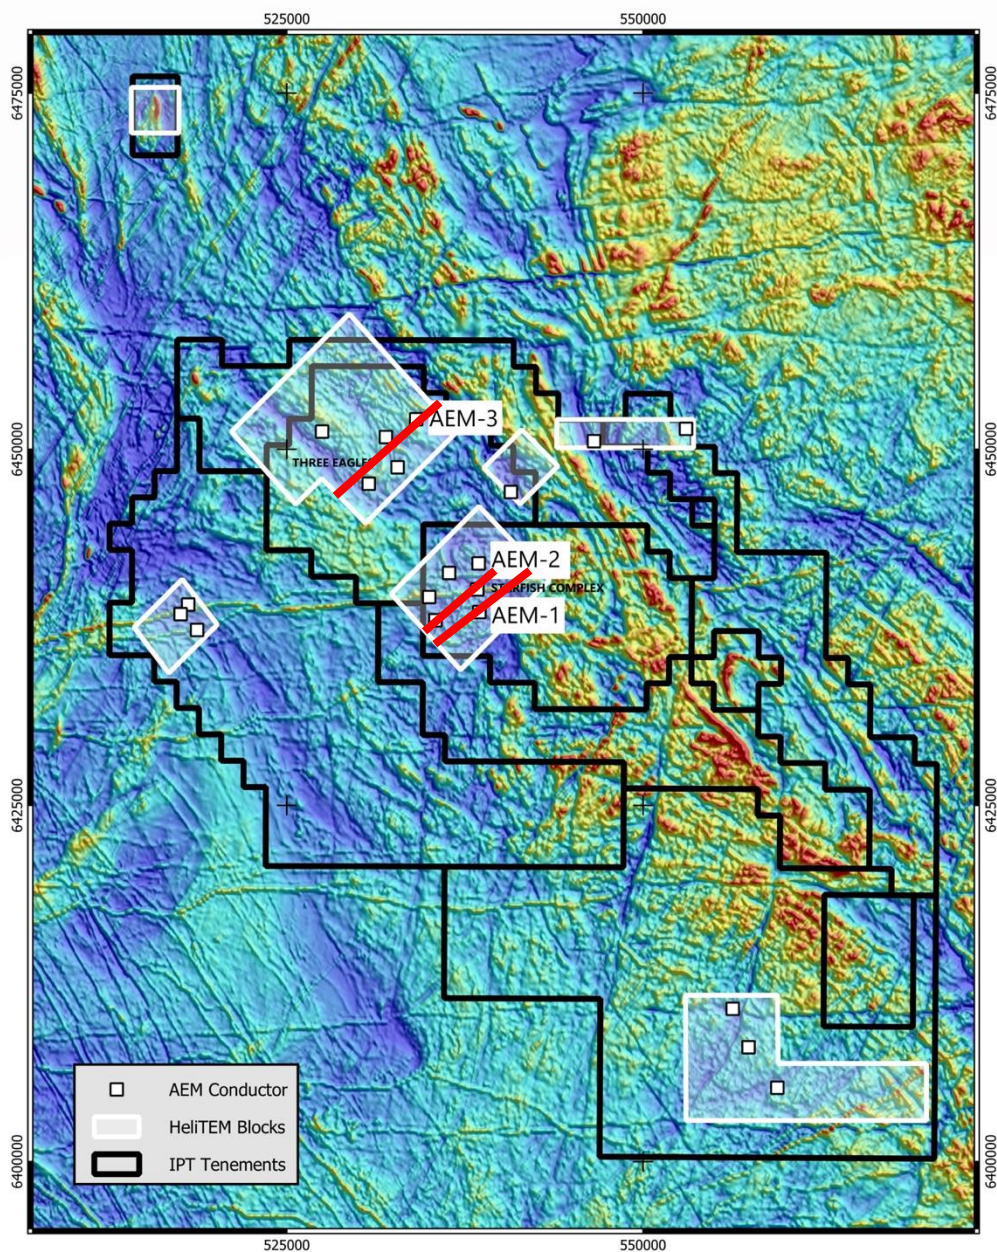 525000
550000
6475000
6475000
AEM-3
6450000
6450000
THREE EAGLES
AEM-2
STARFISH COMPLEX
AEM-1
6425000
6425000
AEM Conductor
HeliTEM Blocks
IPT Tenements
6400000
6400000
525000
550000